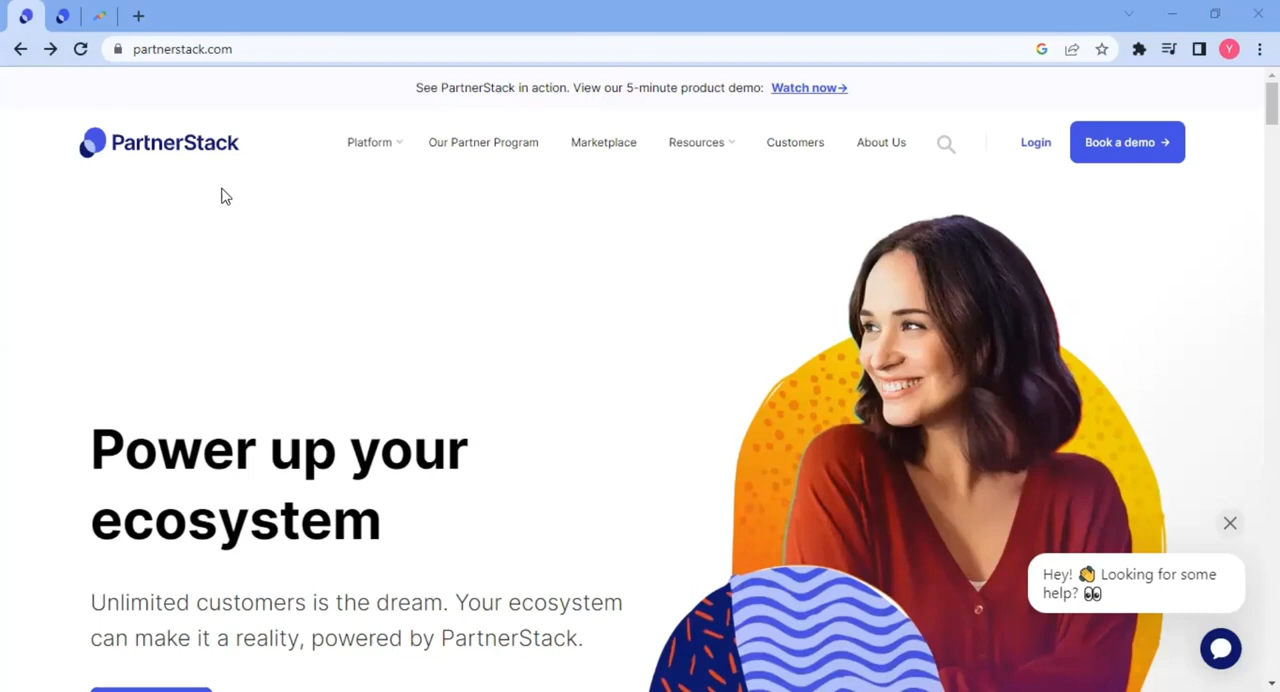 partnerstack.com
Y
See PartnerStack in action. View our 5-minute product demo: Watch now→
PartnerStack
Platform
Our Partner Program
Marketplace
Resources
Customers
About Us
Login
Book a demo →
Power up your
ecosystem
Unlimited customers is the dream. Your ecosystem
can make it a reality, powered by PartnerStack.
Hey! 👋 Looking for some
help? 👀